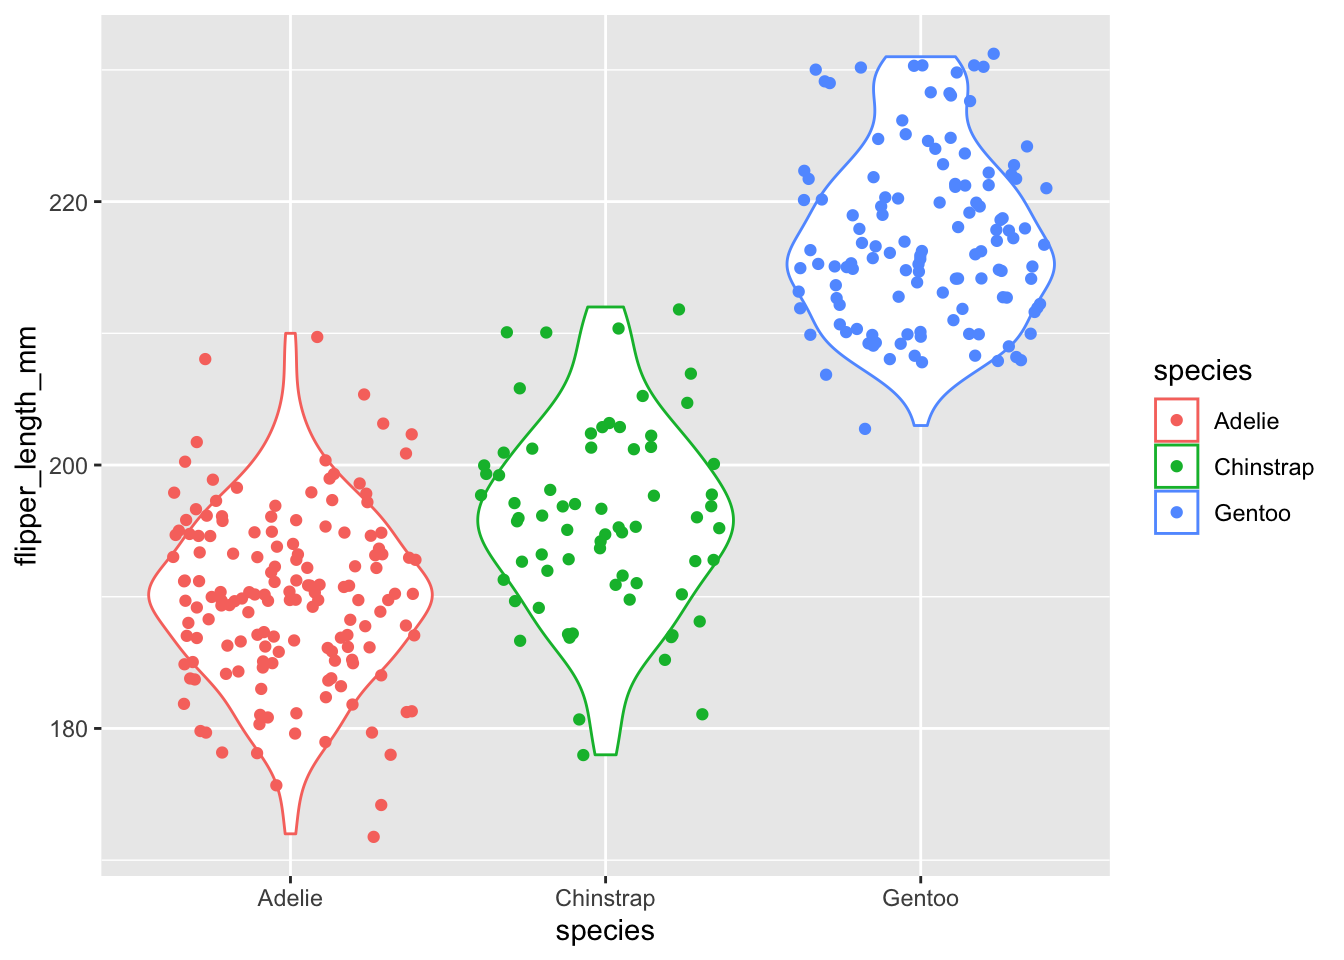 flipper_length_mm
220
200
180
Adelie
Chinstrap
Gentoo
species
species
Adelie
Chinstrap
Gentoo